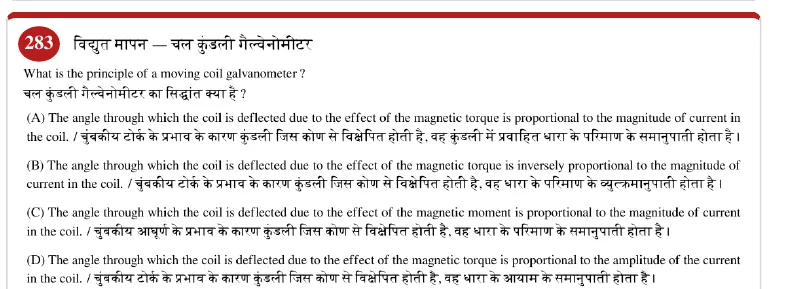 283 विद्युत मापन — चल कुंडली गैल्वेनोमीटर
What is the principle of a moving coil galvanometer ?
चल कुंडली गैल्वेनोमीटर का सिद्धांत क्या है ?
(A) The angle through which the coil is deflected due to the effect of the magnetic torque is proportional to the magnitude of current in
the coil. / चुंबकीय टोर्क के प्रभाव के कारण कुंडली जिस कोण से विक्षेपित होती है, वह कुंडली में प्रवाहित धारा के परिमाण के समानुपाती होता है।
(B) The angle through which the coil is deflected due to the effect of the magnetic torque is inversely proportional to the magnitude of
current in the coil. / चुंबकीय टोर्क के प्रभाव के कारण कुंडली जिस कोण से विक्षेपित होती है, वह धारा के परिमाण के व्युत्क्रमानुपाती होता है।
(C) The angle through which the coil is deflected due to the effect of the magnetic moment is proportional to the magnitude of current
in the coil. / चुंबकीय आघूर्ण के प्रभाव के कारण कुंडली जिस कोण से विक्षेपित होती है, वह धारा के परिमाण के समानुपाती होता है।
(D) The angle through which the coil is deflected due to the effect of the magnetic torque is proportional to the amplitude of the current
in the coil. / चुंबकीय टोर्क के प्रभाव के कारण कुंडली जिस कोण से विक्षेपित होती है, वह धारा के आयाम के समानुपाती होता है।